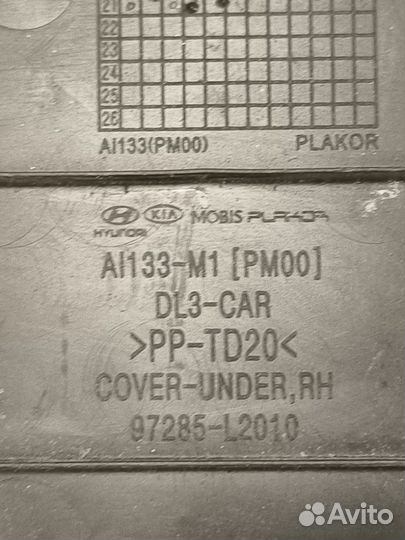 21
22
23
24
25
26
AI133(PM00) PLAKOR
HYUNDAI KIA MOBIS PLAKOR
AI133-M1 [PM00]
DL3-CAR
>PP-TD20<
COVER-UNDER,RH
97285-L2010
Avito